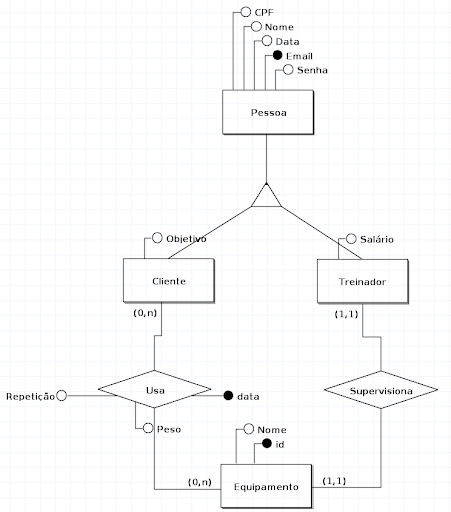 CPF
Nome
Data
Email
Senha
Pessoa
Objetivo
Salário
Cliente
Treinador
(0,n)
(1,1)
Repetição
Usa
data
Supervisiona
Peso
Nome
id
(0,n)
Equipamento
(1,1)